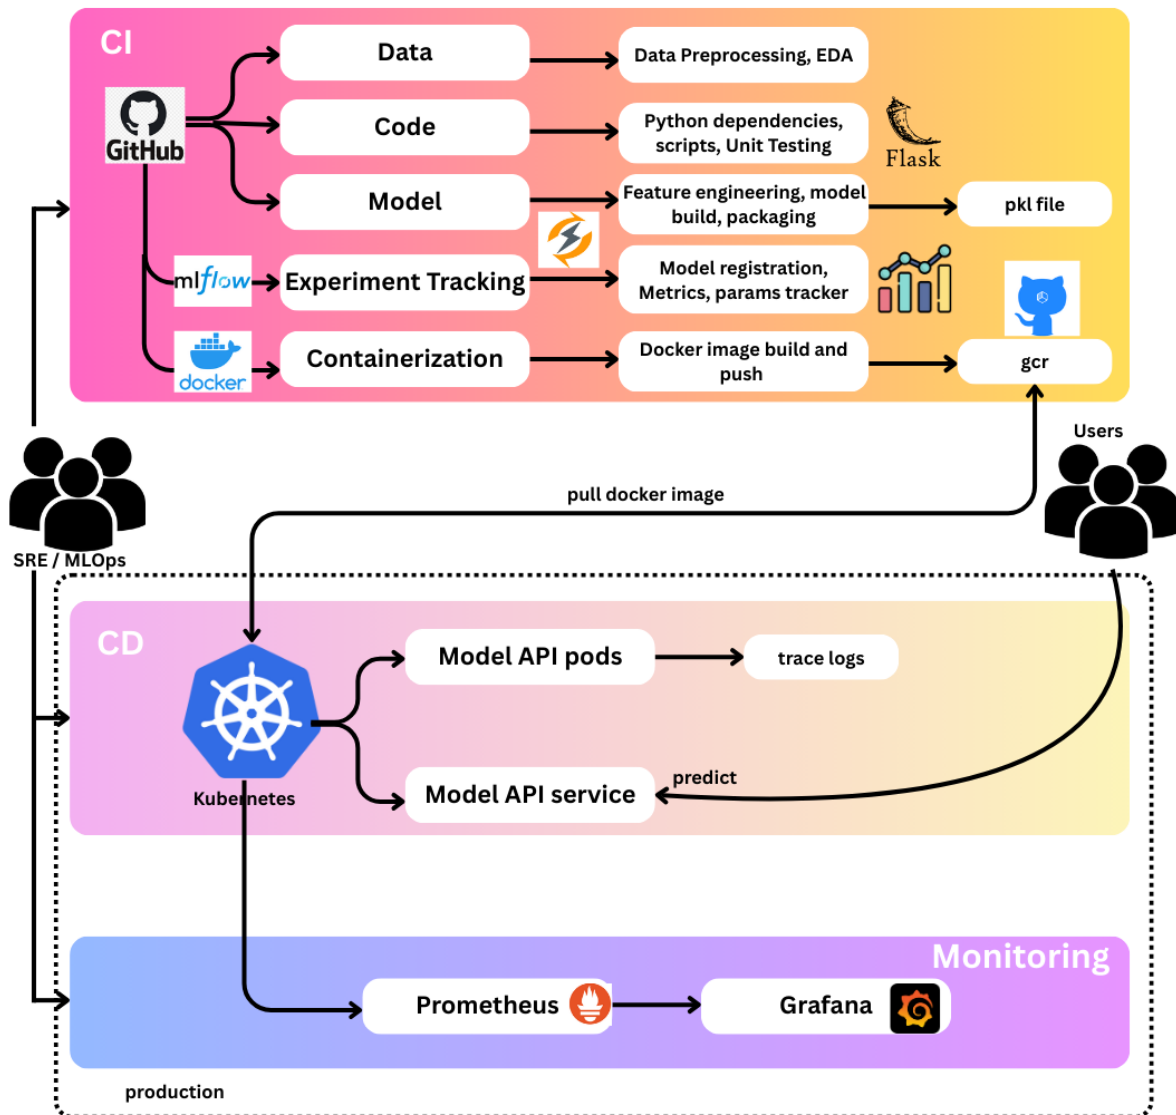 CI
GitHub
Data
Data Preprocessing, EDA
Code
Python dependencies,
scripts, Unit Testing
Flask
Model
Feature engineering, model
build, packaging
pkl file
mlflow
Experiment Tracking
Model registration,
Metrics, params tracker
docker
Containerization
Docker image build and
push
gcr
Users
pull docker image
SRE / MLOps
CD
Model API pods
trace logs
Kubernetes
Model API service
predict
Monitoring
Prometheus
Grafana
production